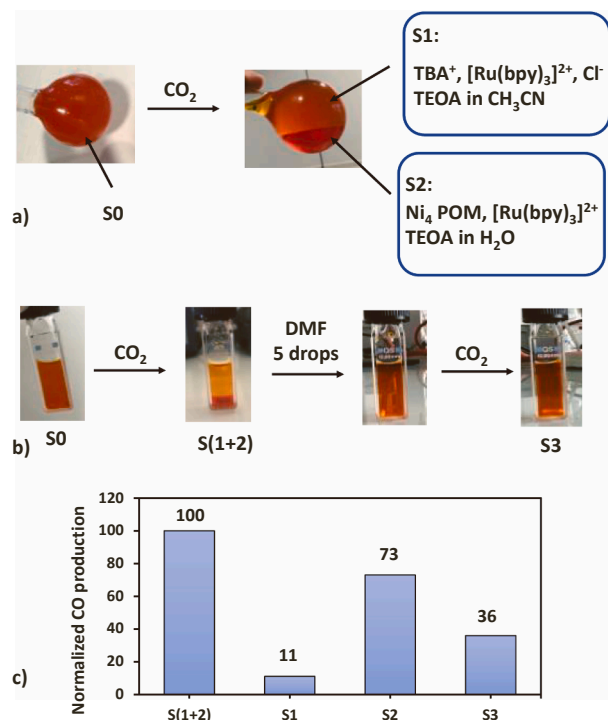 S1:
TBA⁺, [Ru(bpy)₃]²⁺, Cl⁻
TEOA in CH₃CN
CO₂
S0
a)
S2:
Ni₄ POM, [Ru(bpy)₃]²⁺
TEOA in H₂O
CO₂
DMF
5 drops
CO₂
b)
S0
S(1+2)
S3
Normalized CO production
120
100
80
60
40
20
0
100
11
73
36
c)
S(1+2)
S1
S2
S3